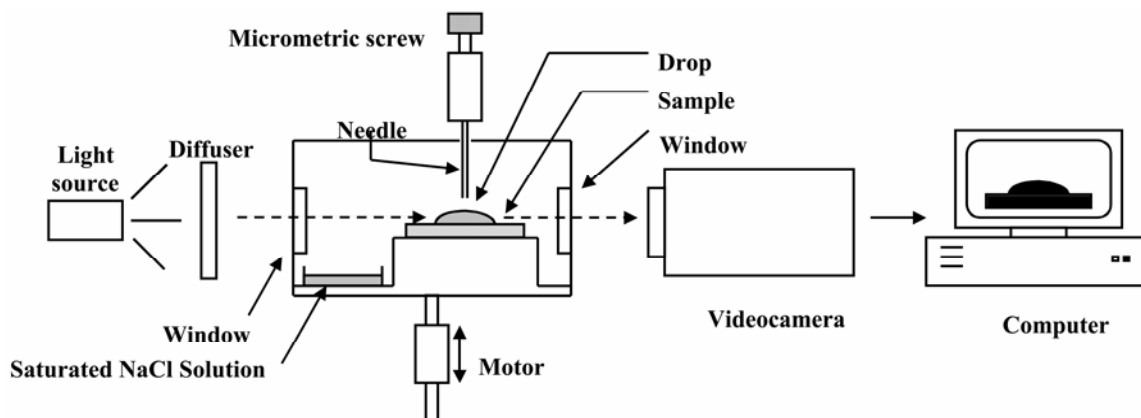 Micrometric screw
Drop
Sample
Needle
Window
Light
source
Diffuser
Window
Saturated NaCl Solution
Motor
Videocamera
Computer